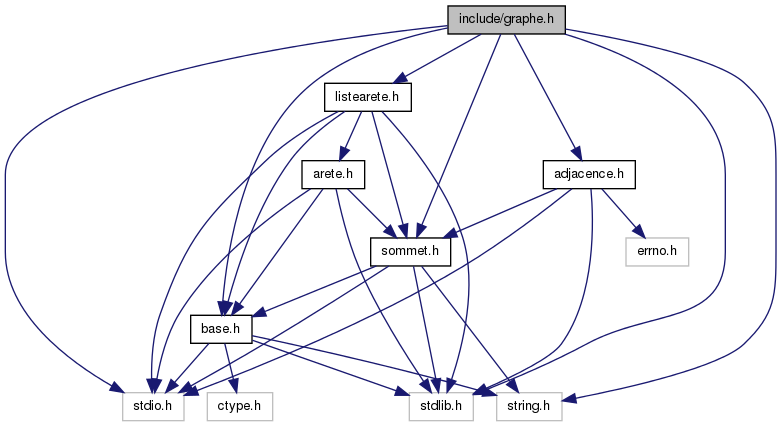 include/graphe.h
listearete.h
arete.h
adjacence.h
sommet.h
errno.h
base.h
stdio.h
ctype.h
stdlib.h
string.h